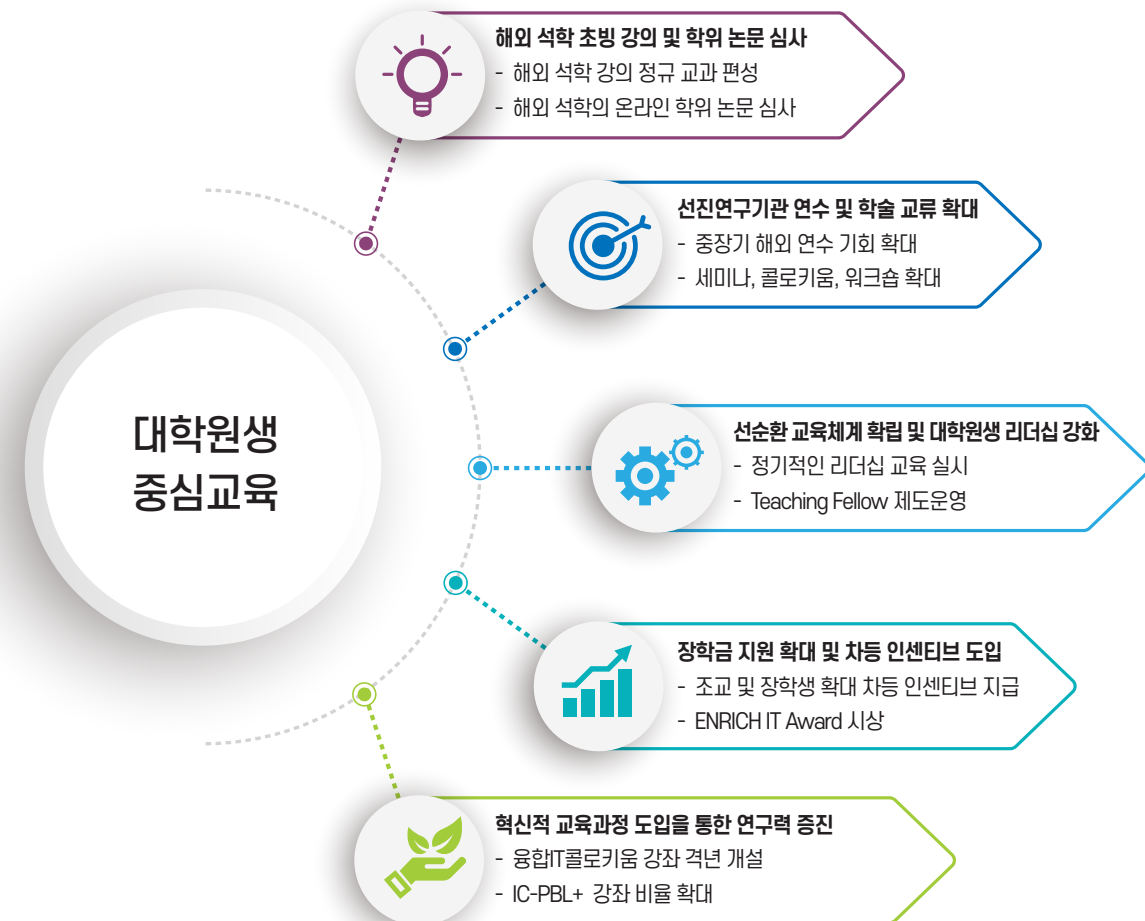 해외 석학 초빙 강의 및 학위 논문 심사
- 해외 석학 강의 정규 교과 편성
- 해외 석학의 온라인 학위 논문 심사
선진연구기관 연수 및 학술 교류 확대
- 중장기 해외 연수 기회 확대
- 세미나, 콜로키움, 워크숍 확대
대학원생
중심교육
선순환 교육체계 확립 및 대학원생 리더십 강화
- 정기적인 리더십 교육 실시
- Teaching Fellow 제도운영
장학금 지원 확대 및 차등 인센티브 도입
- 조교 및 장학생 확대 차등 인센티브 지급
- ENRICH IT Award 시상
혁신적 교육과정 도입을 통한 연구력 증진
- 융합IT콜로키움 강좌 격년 개설
- IC-PBL+ 강좌 비율 확대